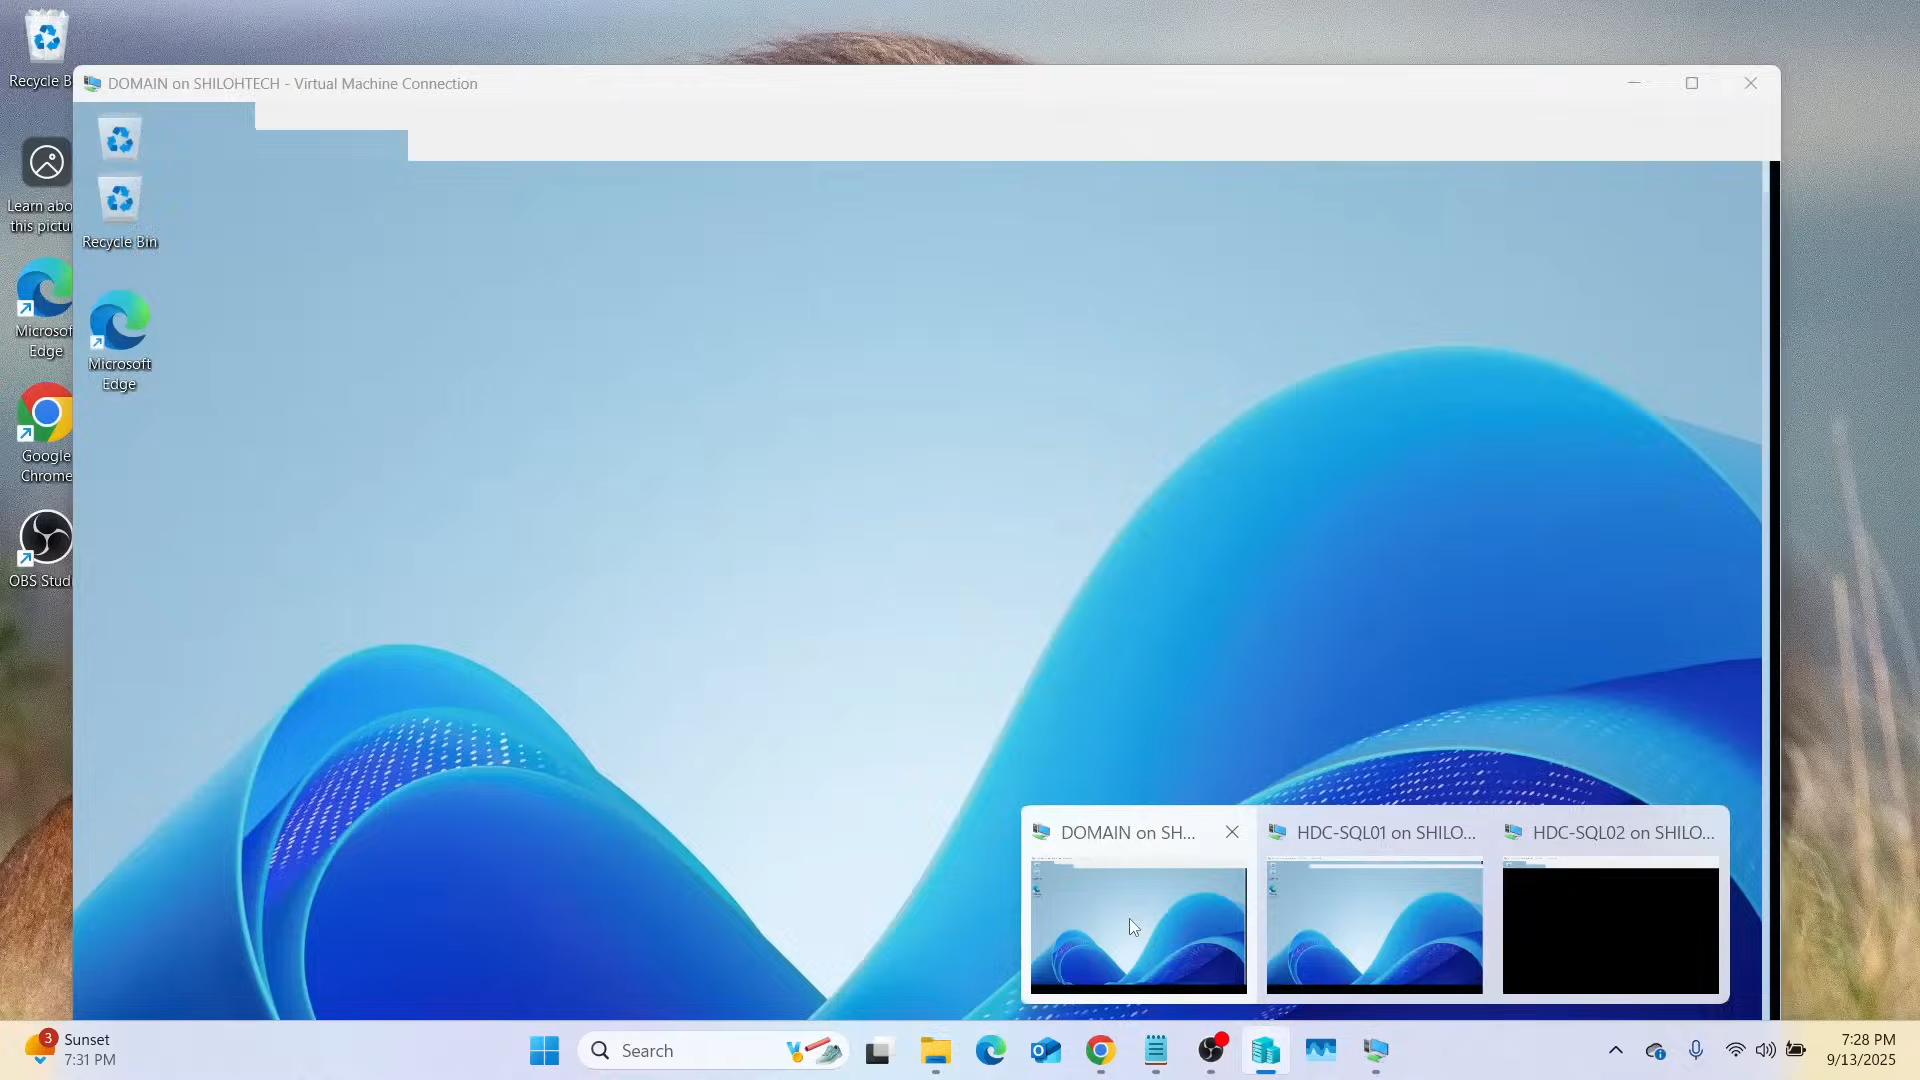 Recycle B
DOMAIN on SHILOHTECH - Virtual Machine Connection
Learn abo
this pictu
Recycle Bin
Microsof
Edge
Microsoft
Edge
Google
Chrome
OBS Studi
DOMAIN on SH...
HDC-SQL01 on SHILO...
HDC-SQL02 on SHILO...
3
Sunset
7:31 PM
Search
7:28 PM
9/13/2025